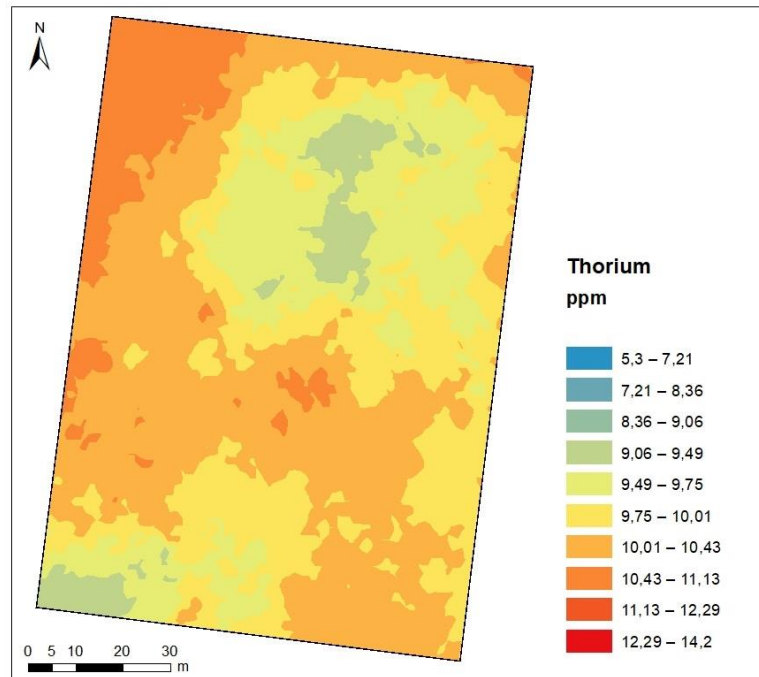 N
Thorium
ppm
5,3 – 7,21
7,21 – 8,36
8,36 – 9,06
9,06 – 9,49
9,49 – 9,75
9,75 – 10,01
10,01 – 10,43
10,43 – 11,13
11,13 – 12,29
12,29 – 14,2
0 5 10 20 30
m